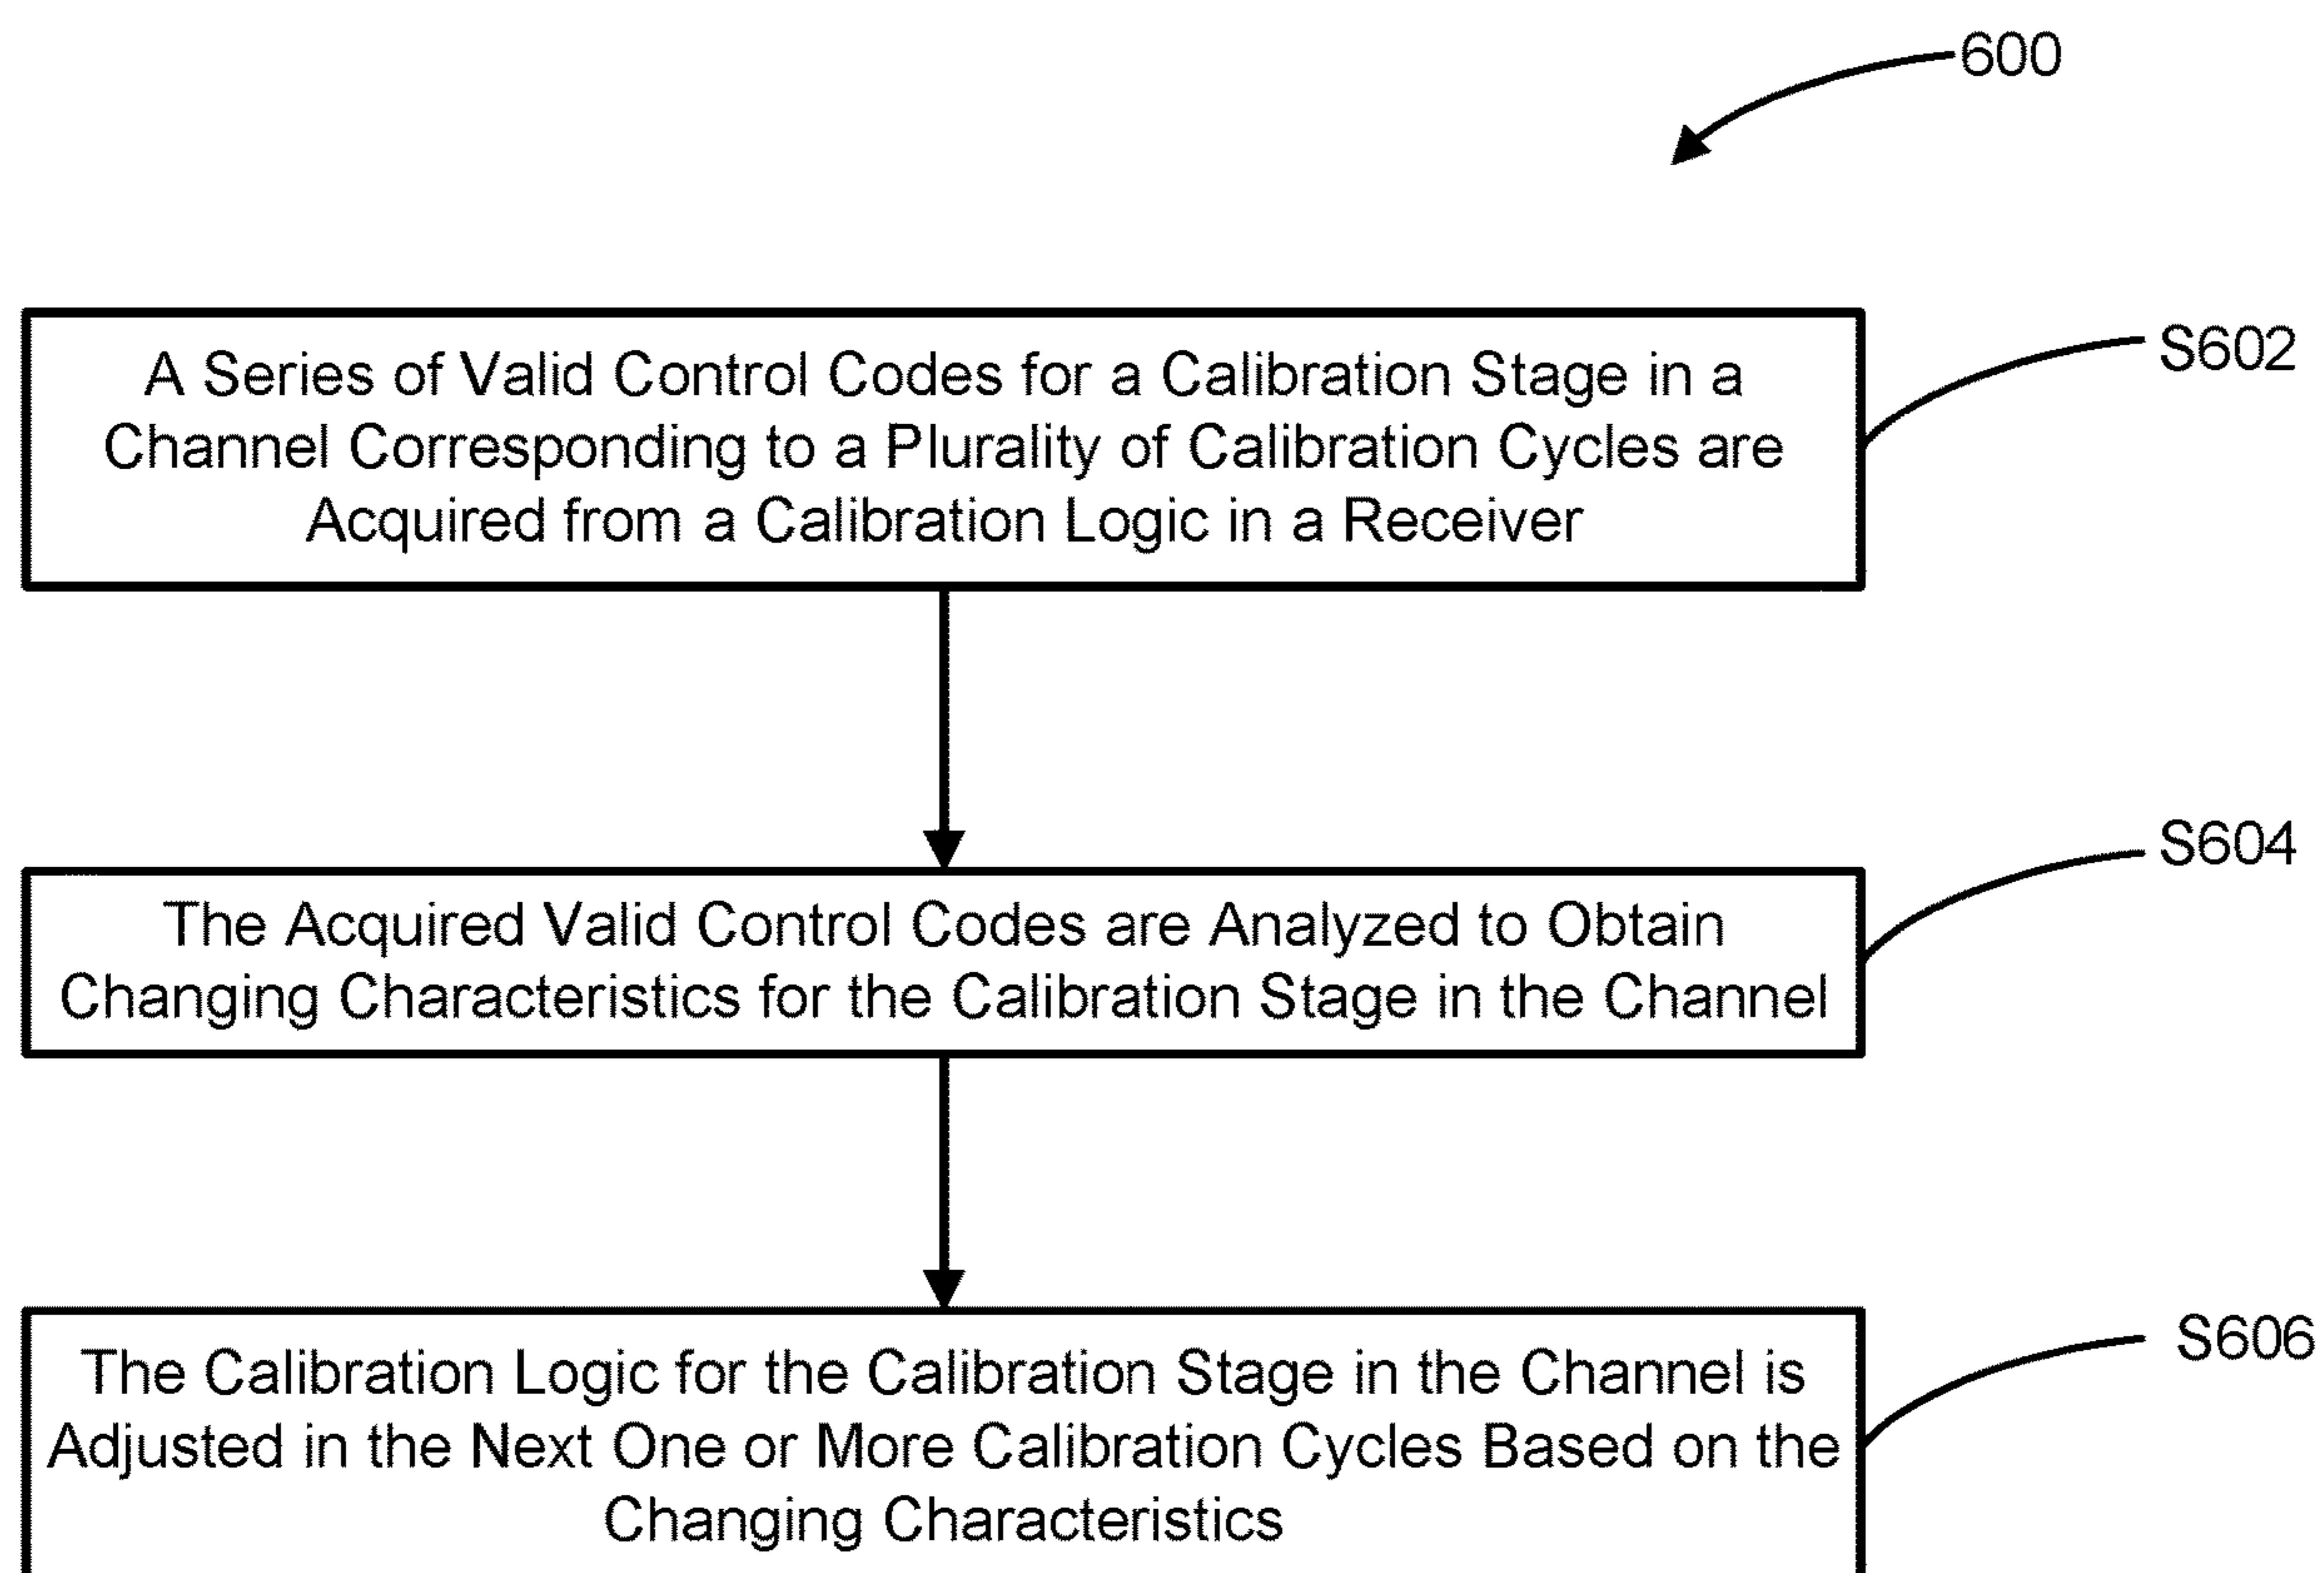 600
A Series of Valid Control Codes for a Calibration Stage in a
Channel Corresponding to a Plurality of Calibration Cycles are
Acquired from a Calibration Logic in a Receiver
S602
The Acquired Valid Control Codes are Analyzed to Obtain
Changing Characteristics for the Calibration Stage in the Channel
S604
The Calibration Logic for the Calibration Stage in the Channel is
Adjusted in the Next One or More Calibration Cycles Based on the
Changing Characteristics
S606